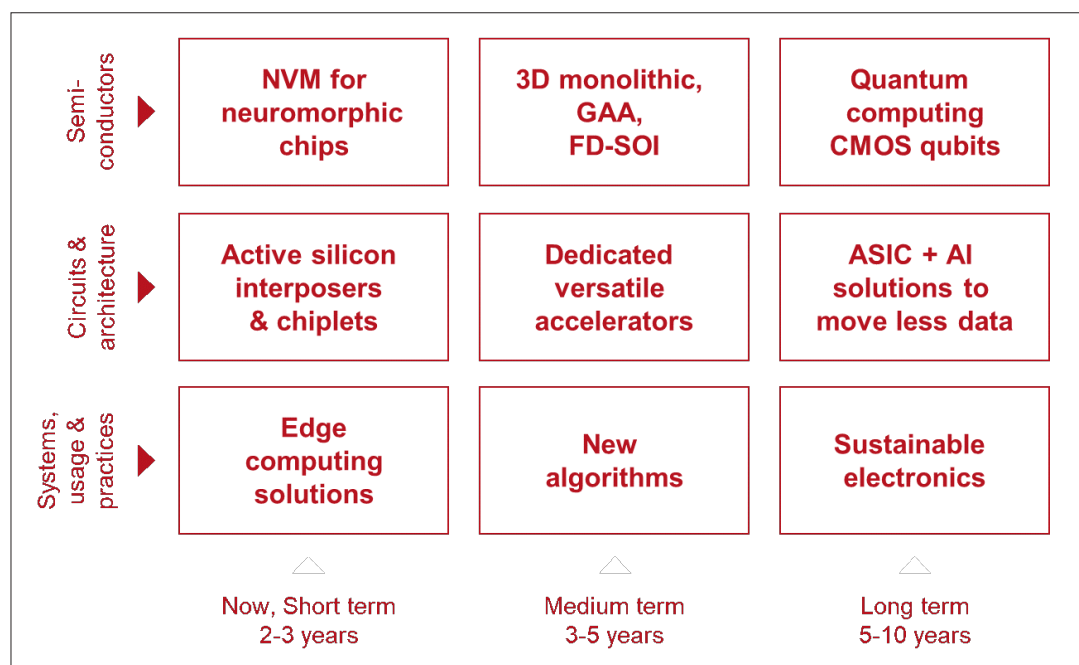 Semi-
conductors
NVM for
neuromorphic
chips
3D monolithic,
GAA,
FD-SOI
Quantum
computing
CMOS qubits
Circuits &
architecture
Active silicon
interposers
& chiplets
Dedicated
versatile
accelerators
ASIC + AI
solutions to
move less data
Systems,
usage &
practices
Edge
computing
solutions
New
algorithms
Sustainable
electronics
Now, Short term
2-3 years
Medium term
3-5 years
Long term
5-10 years